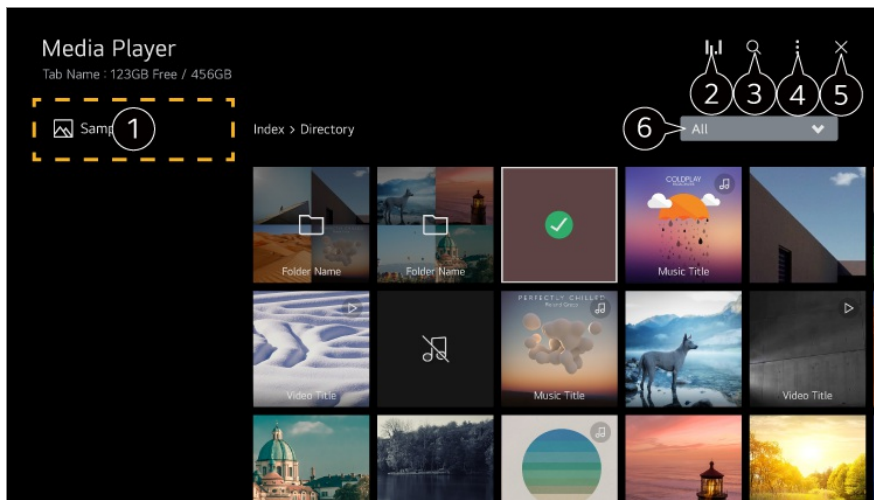 Media Player
Tab Name : 123GB Free / 456GB
2 3 4 5
Samp
1
Index > Directory
6
All
Folder Name
Folder Name
COLDPLAY
Music Title
Video Title
PERFECTLY CHILLED
Music Title
Video Title